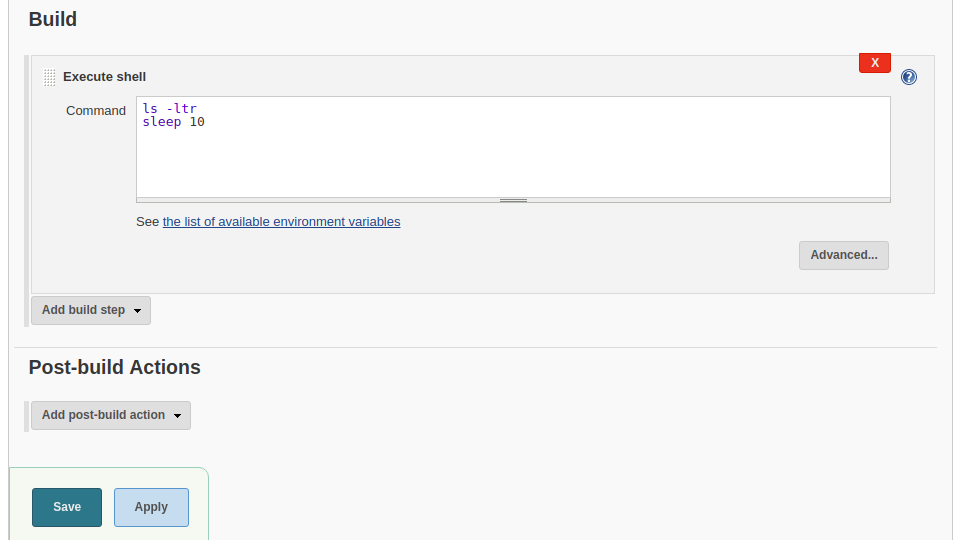 Build
X
Execute shell
?
Command
ls -ltr
sleep 10
See the list of available environment variables
Advanced...
Add build step
Post-build Actions
Add post-build action
Save
Apply